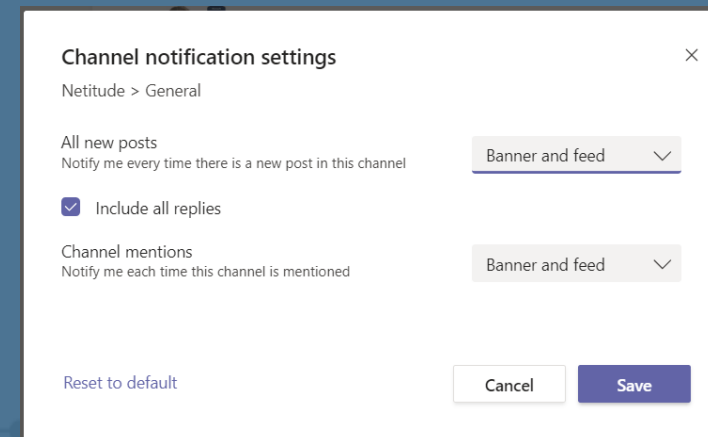 Channel notification settings
Netitude > General
All new posts
Notify me every time there is a new post in this channel
Banner and feed
Include all replies
Channel mentions
Notify me each time this channel is mentioned
Banner and feed
Reset to default
Cancel
Save